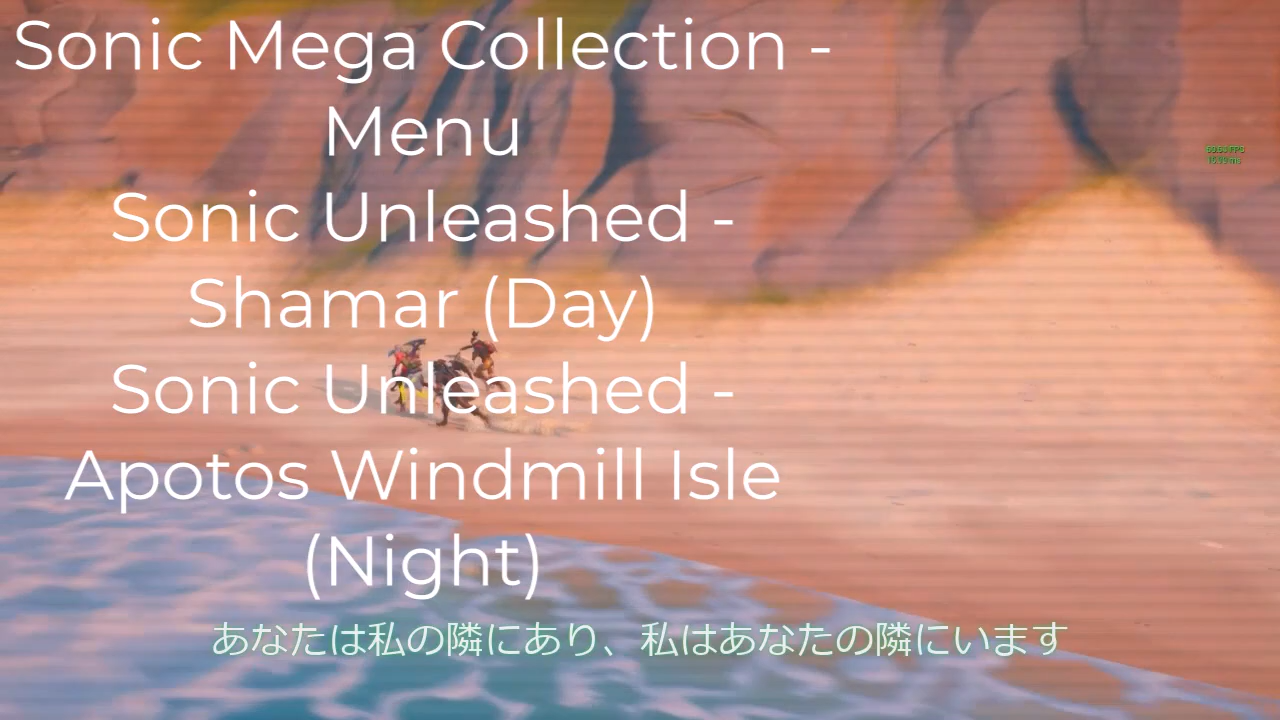 Sonic Mega Collection -
Menu
Sonic Unleashed -
Shamar (Day)
Sonic Unleashed -
Apotos Windmill Isle
(Night)
あなたは私の隣にあり、私はあなたの隣にいます